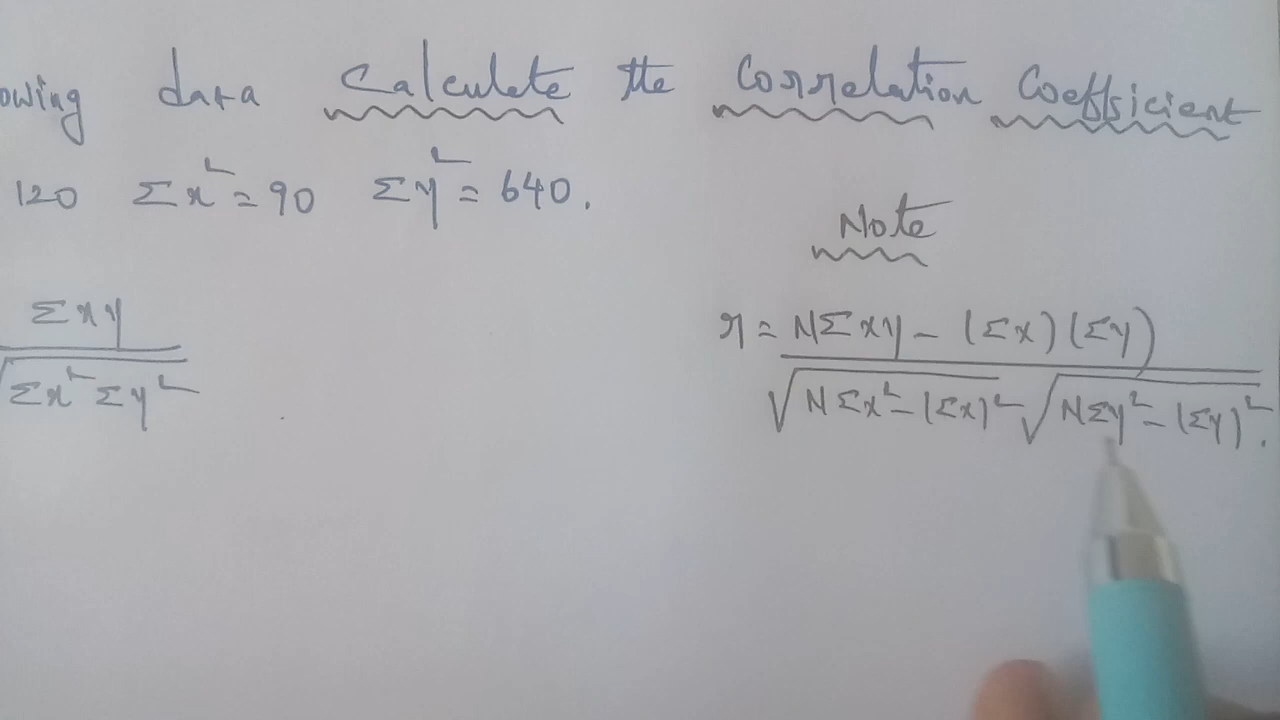 owing data Calculate the Correlation Coefficient
120 Σx² = 90 Σy² = 640.
Note
Σxy
√Σx² Σy²
r = NΣxy - (Σx)(Σy)
√NΣx² - (Σx)² √NΣy² - (Σy)².